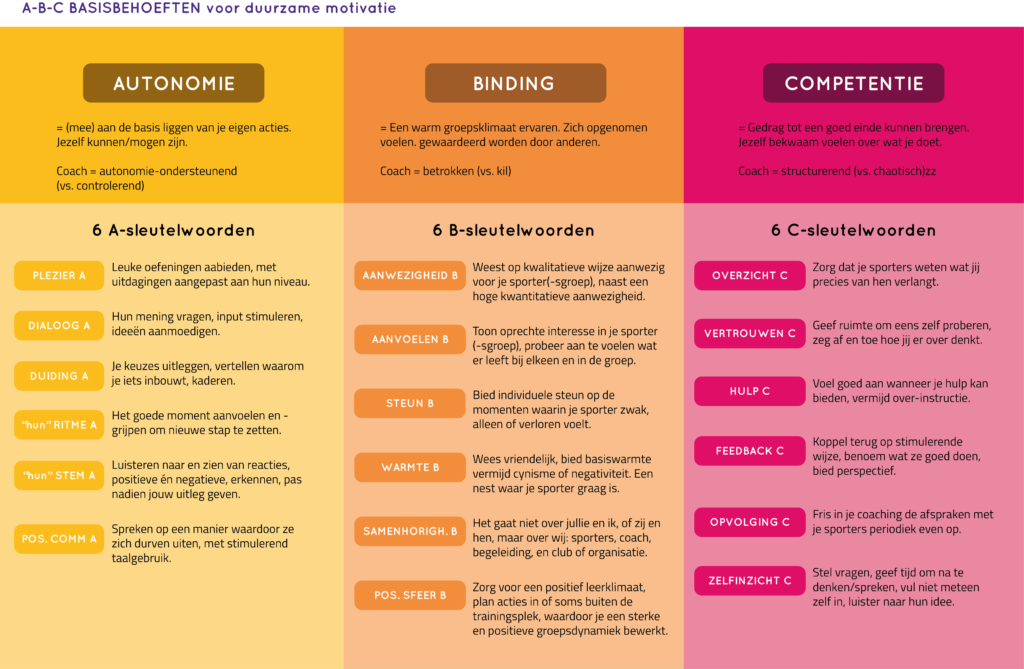 A-B-C BASISBEHOEFTEN voor duurzame motivatie
AUTONOMIE
= (mee) aan de basis liggen van je eigen acties.
Jezelf kunnen/mogen zijn.
Coach = autonomie-ondersteunend
(vs. controlerend)
6 A-sleutelwoorden
PLEZIER A
Leuke oefeningen aabieden, met
uitdagingen aangepast aan hun niveau.
DIALOOG A
Hun mening vragen, input stimuleren,
ideeën aanmoedigen.
DUIDING A
Je keuzes uitleggen, vertellen waarom
je iets inbouwt, kaderen.
"hun" RITME A
Het goede moment aanvoelen en -
grijpen om nieuwe stap te zetten.
"hun" STEM A
Luisteren naar en zien van reacties,
positieve én negatieve, erkennen, pas
nadien jouw uitleg geven.
POS. COMM A
Spreken op een manier waardoor ze
zich durven uiten, met stimulerend
taalgebruik.
BINDING
= Een warm groepsklimaat ervaren. Zich opgenomen
voelen. gewaardeerd worden door anderen.
Coach = betrokken (vs. kil)
6 B-sleutelwoorden
AANWEZIGHEID B
Weest op kwalitatieve wijze aanwezig
voor je sporter(-sgroep), naast een
hoge kwantitatieve aanwezigheid.
AANVOELEN B
Toon oprechte interesse in je sporter
(-sgroep), probeer aan te voelen wat
er leeft bij elkeen en in de groep.
STEUN B
Bied individuele steun op de
momenten waarin je sporter zwak,
alleen of verloren voelt.
WARMTE B
Wees vriendelijk, bied basiswarmte
vermijd cynisme of negativiteit. Een
nest waar je sporter graag is.
SAMENHORIGH. B
Het gaat niet over jullie en ik, of zij en
hen, maar over wij: sporters, coach,
begeleiding, en club of organisatie.
POS. SFEER B
Zorg voor een positief leerklimaat,
plan acties in of soms buiten de
trainingsplek, waardoor je een sterke
en positieve groepsdynamiek bewerkt.
COMPETENTIE
= Gedrag tot een goed einde kunnen brengen.
Jezelf bekwaam voelen over wat je doet.
Coach = structurerend (vs. chaotisch)zz
6 C-sleutelwoorden
OVERZICHT C
Zorg dat je sporters weten wat jij
precies van hen verlangt.
VERTROUWEN C
Geef ruimte om eens zelf proberen,
zeg af en toe hoe jij er over denkt.
HULP C
Voel goed aan wanneer je hulp kan
bieden, vermijd over-instructie.
FEEDBACK C
Koppel terug op stimulerende
wijze, benoem wat ze goed doen,
bied perspectief.
OPVOLGING C
Fris in je coaching de afspraken met
je sporters periodiek even op.
ZELFINZICHT C
Stel vragen, geef tijd om na te
denken/spreken, vul niet meteen
zelf in, luister naar hun idee.